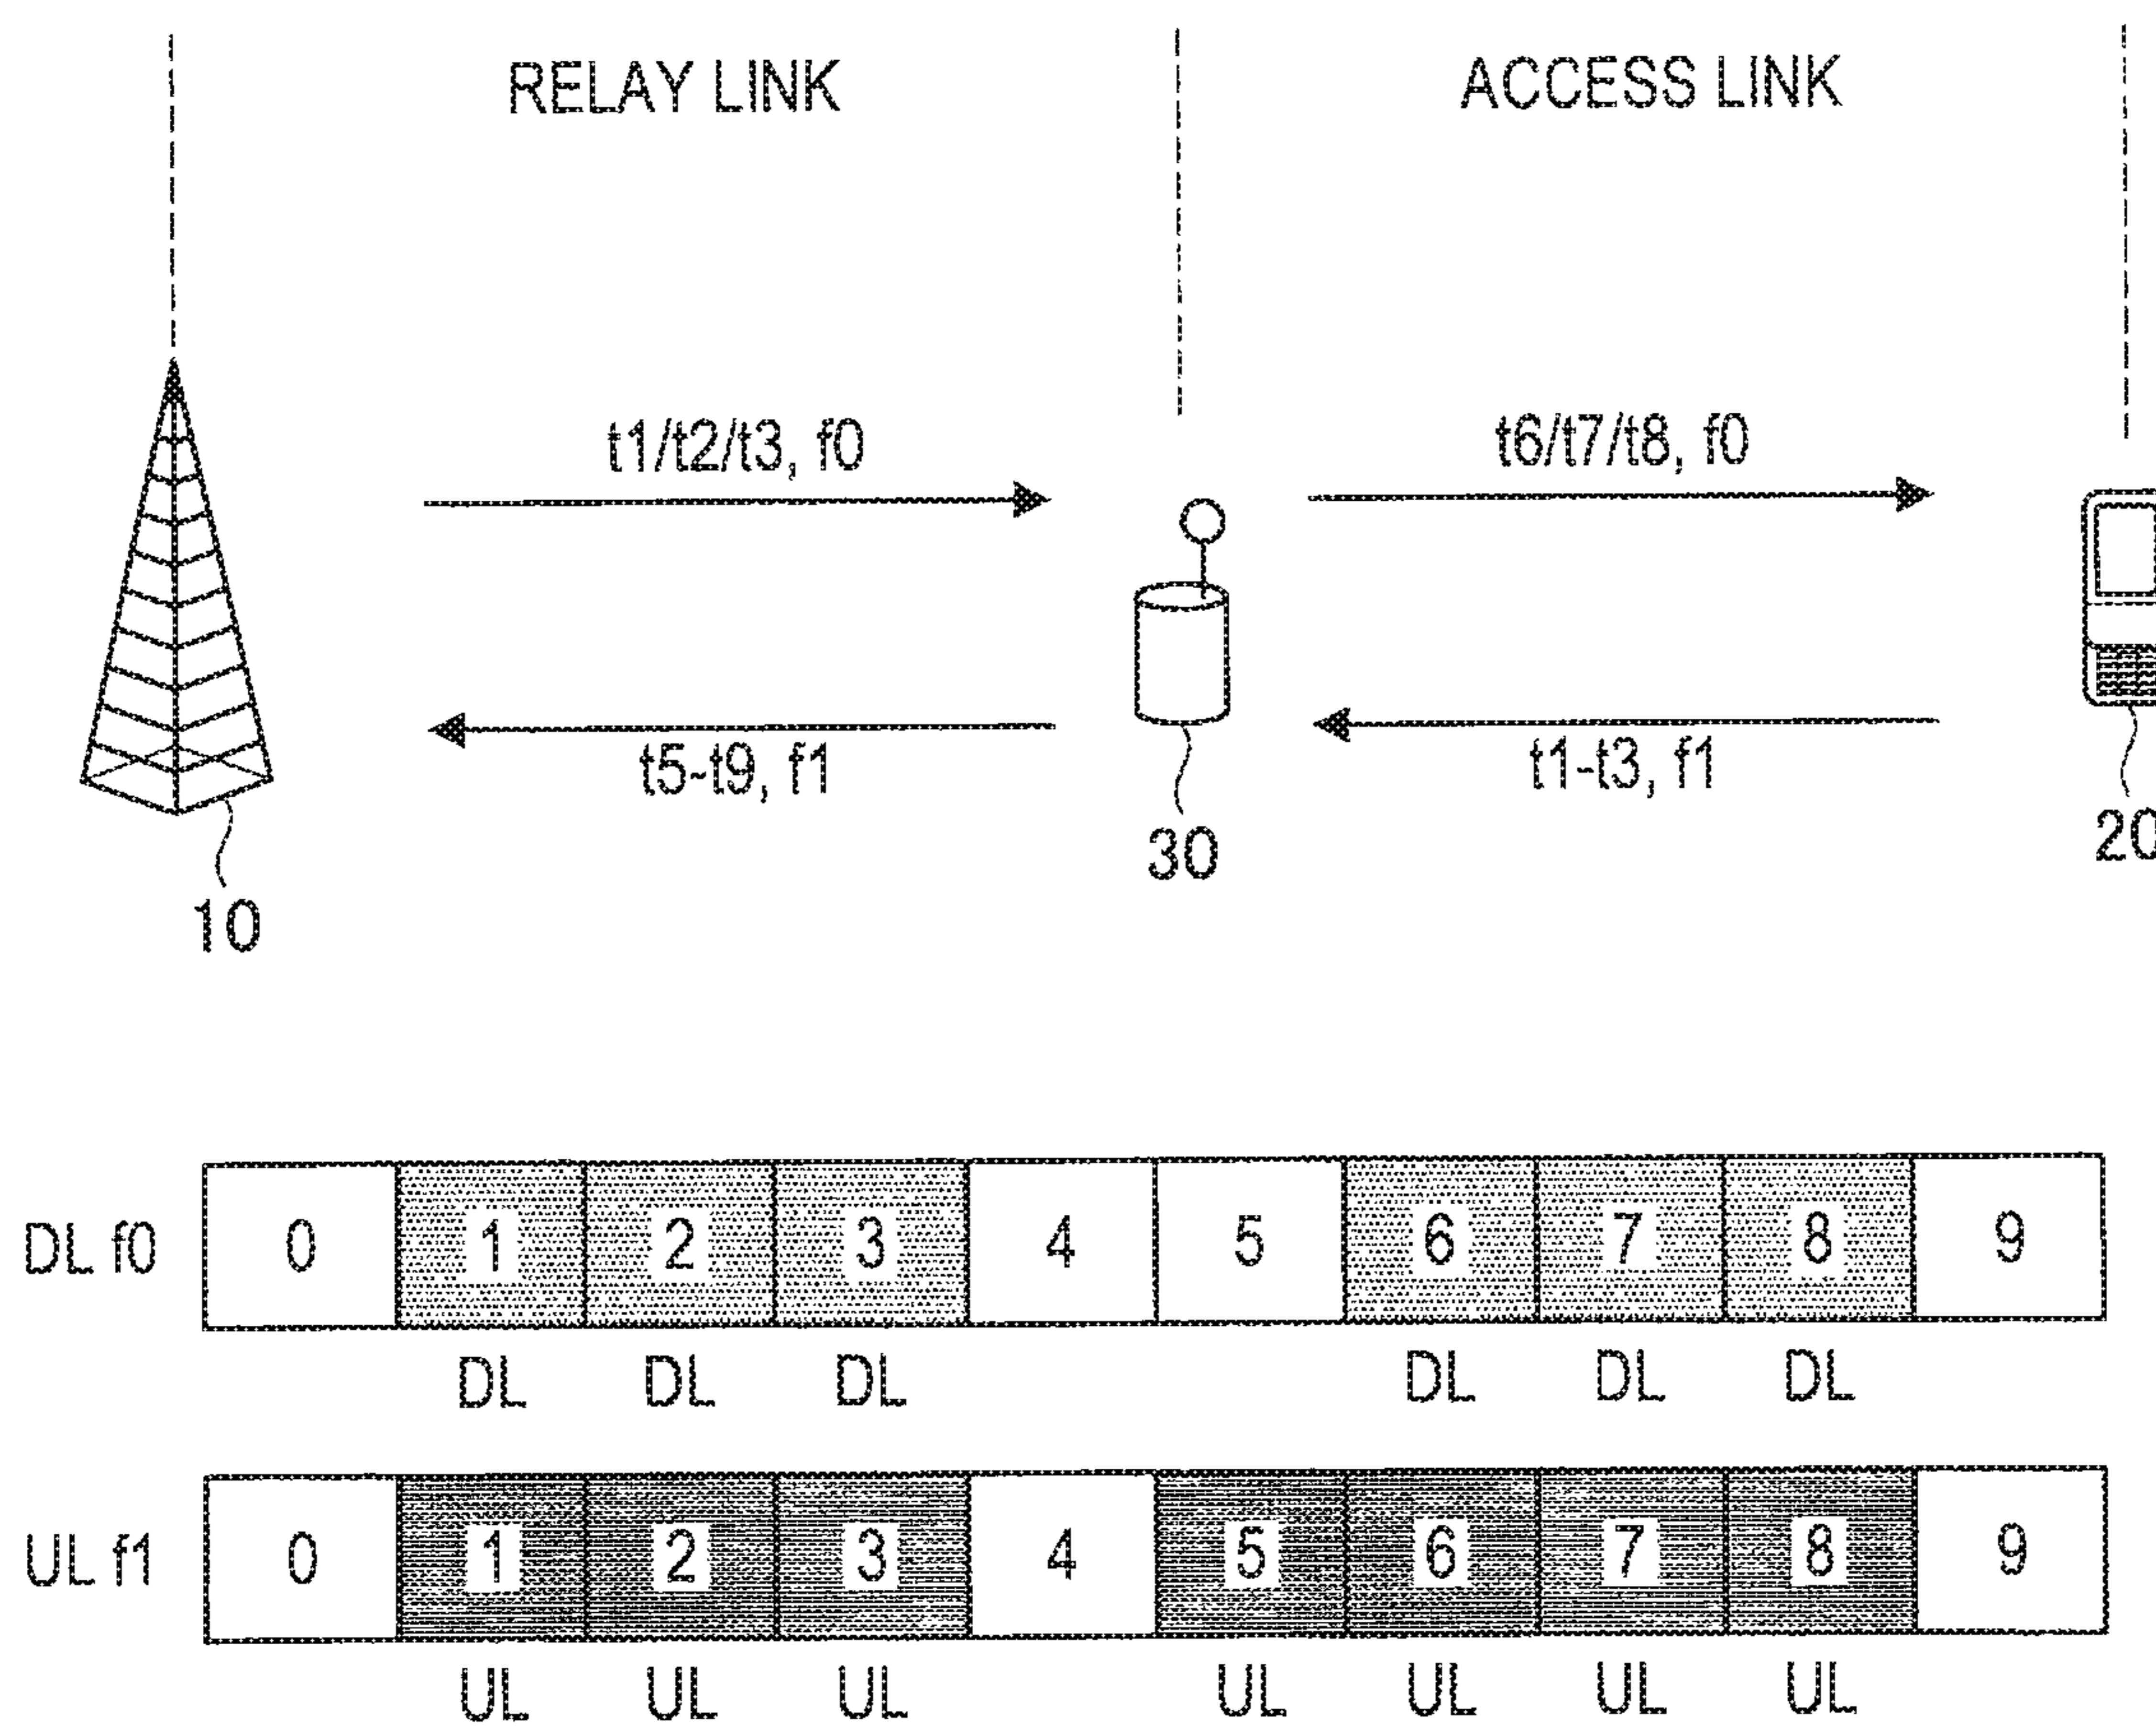 RELAY LINK ACCESS LINK
t1/t2/t3, f0 t6/t7/t8, f0
t5-t9, f1 t1-t3, f1
30 20
10
DL f0 0 1 2 3 4 5 6 7 8 9
DL DL DL DL DL DL
UL f1 0 1 2 3 4 5 6 7 8 9
UL UL UL UL UL UL UL